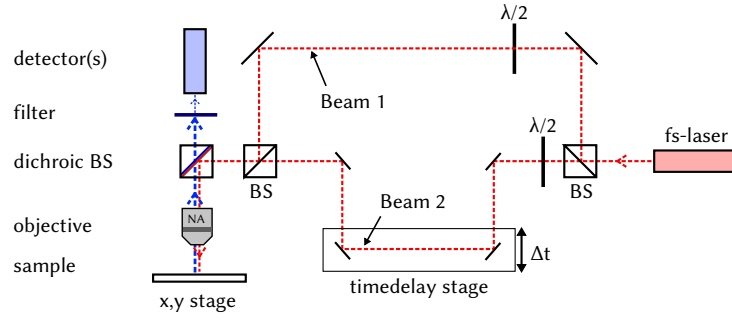 λ/2
detector(s)
Beam 1
filter
λ/2
fs-laser
dichroic BS
BS
BS
Beam 2
objective
NA
Δt
sample
timedelay stage
x,y stage